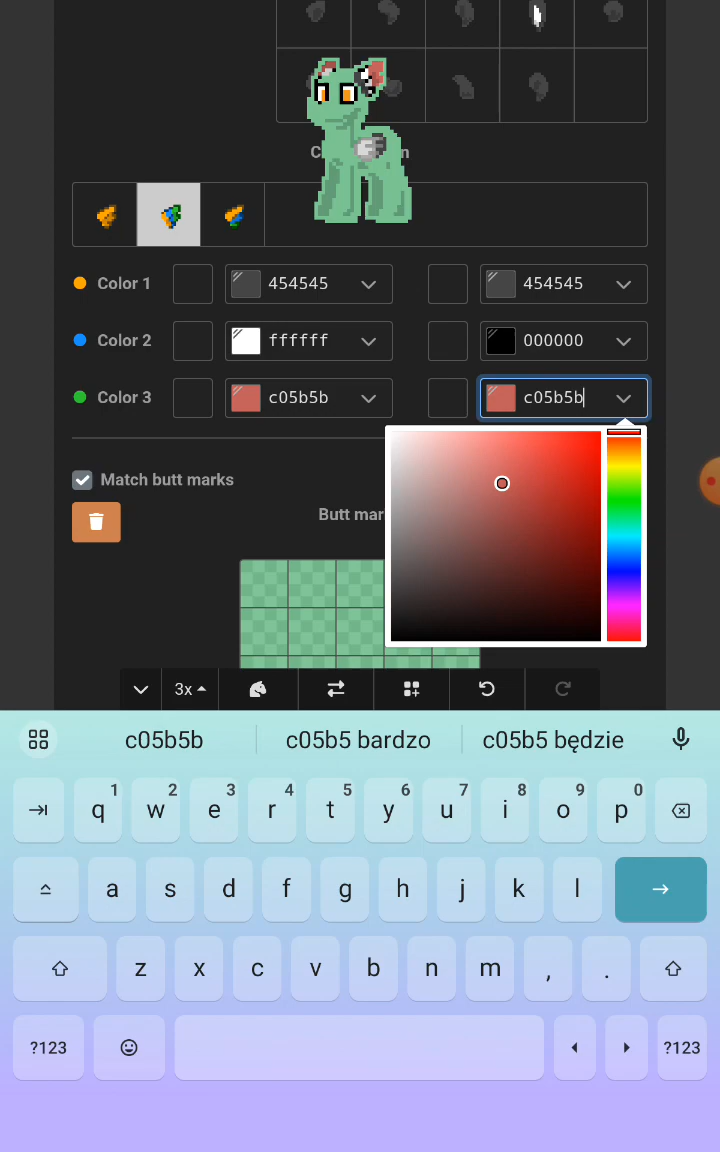 n
Color 1 454545 454545
Color 2 ffffff 000000
Color 3 c05b5b c05b5b
Match butt marks
Butt mar
3x
c05b5b c05b5 bardzo c05b5 będzie
1 2 3 4 5 6 7 8 9 0
q w e r t y u i o p
a s d f g h j k l
z x c v b n m , .
?123 ?123